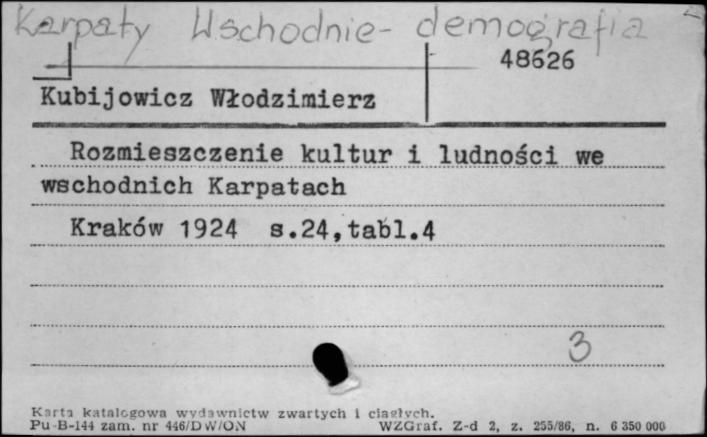 Karpaty Wschodnie - demografia
48626
Kubijowicz Włodzimierz
Rozmieszczenie kultur i ludności we
wschodnich Karpatach
Kraków 1924 s.24,tabl.4
3
Karta katalogowa wydawnictw zwartych i ciągłych.
Pu-B-144 zam. nr 446/DW/ON WZGraf. Z-d 2, z. 255/86, n. 6 350 000